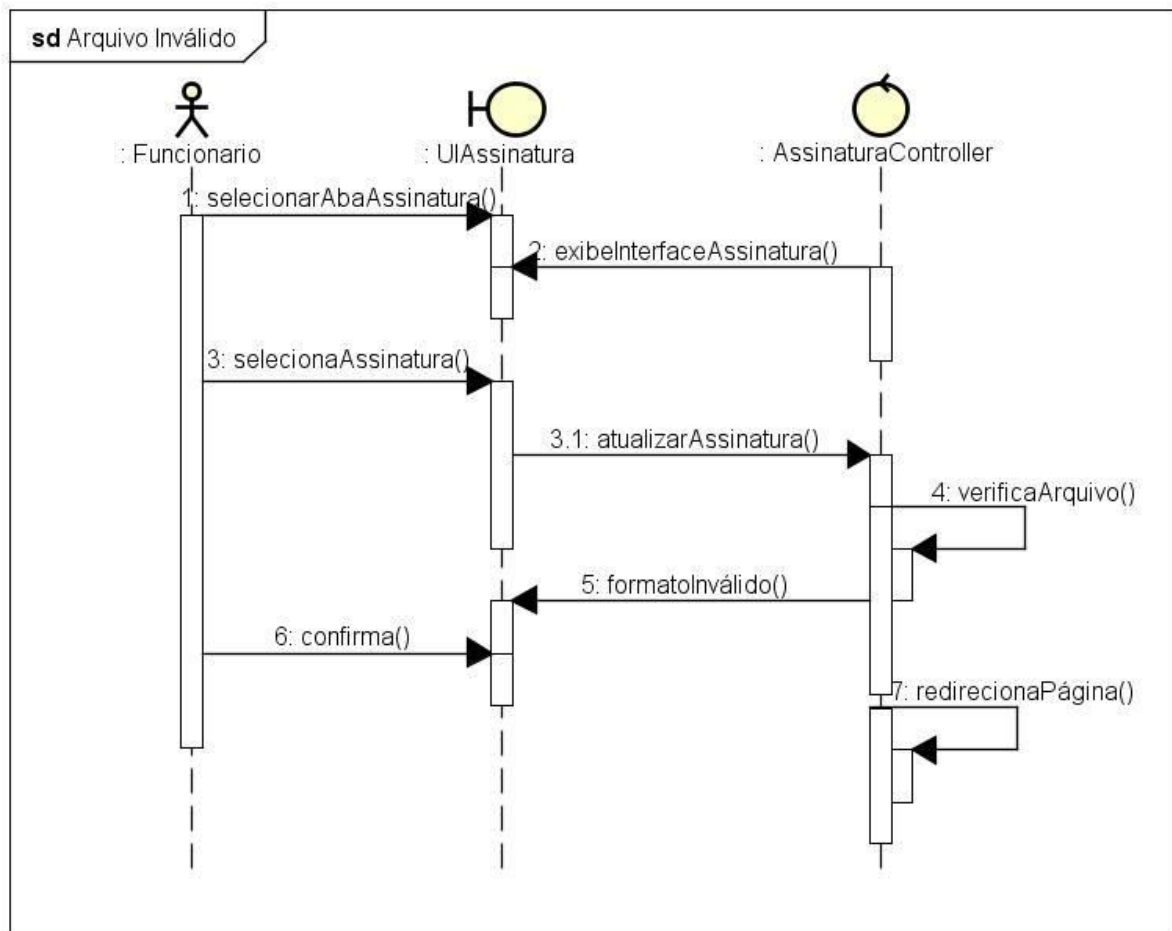 sd Arquivo Inválido
: Funcionario
: UIAssinatura
: AssinaturaController
1: selecionarAbaAssinatura()
2: exibeInterfaceAssinatura()
3: selecionaAssinatura()
3.1: atualizarAssinatura()
4: verificaArquivo()
5: formatoInválido()
6: confirma()
7: redirecionaPágina()